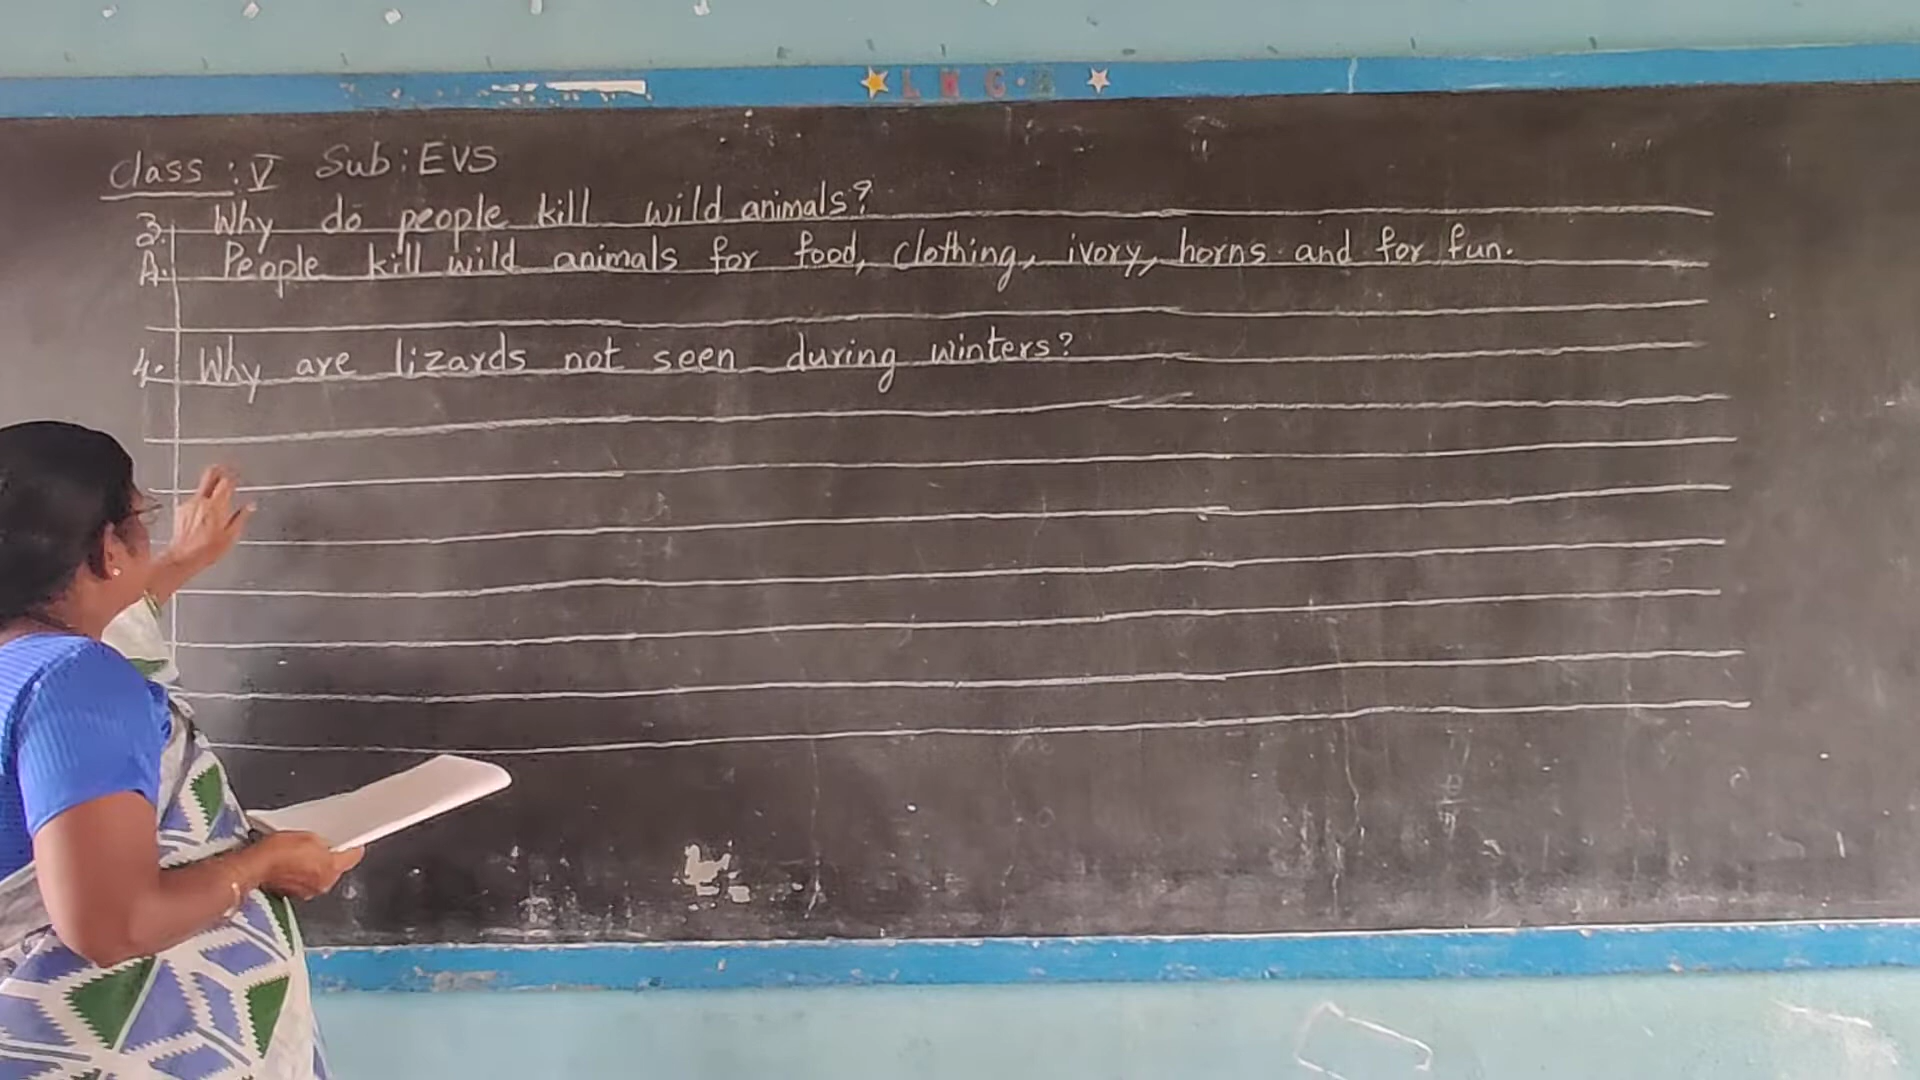 L K C . B
Class : V Sub : EVS
3. Why do people kill wild animals?
A. People kill wild animals for food, clothing, ivory, horns and for fun.
4. Why are lizards not seen during winters?